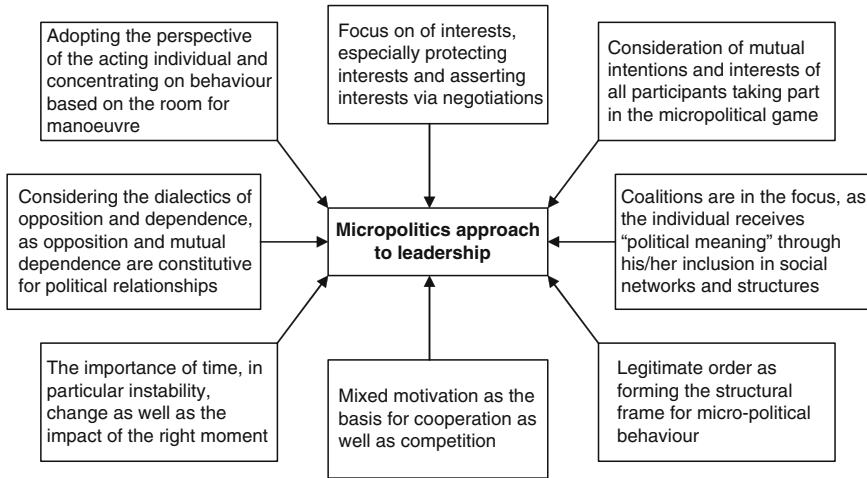 Adopting the perspective
of the acting individual and
concentrating on behaviour
based on the room for
manoeuvre
Focus on of interests,
especially protecting
interests and asserting
interests via negotiations
Consideration of mutual
intentions and interests of
all participants taking part
in the micropolitical game
Considering the dialectics of
opposition and dependence,
as opposition and mutual
dependence are constitutive
for political relationships
Micropolitics approach
to leadership
Coalitions are in the focus, as
the individual receives
“political meaning” through
his/her inclusion in social
networks and structures
The importance of time, in
particular instability,
change as well as the
impact of the right moment
Mixed motivation as the
basis for cooperation as
well as competition
Legitimate order as
forming the structural
frame for micro-political
behaviour